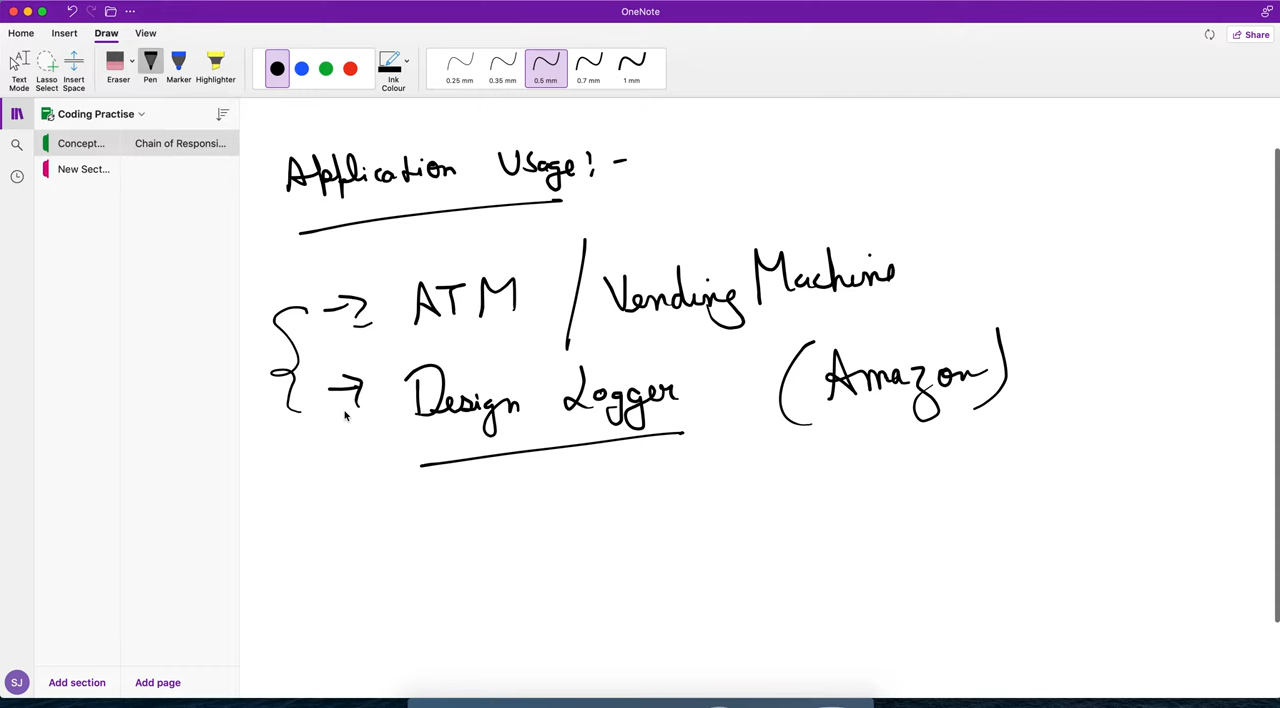 OneNote
Home Insert Draw View
Share
Text Mode
Lasso Select
Insert Space
Eraser
Pen
Marker
Highlighter
Ink Colour
0.25 mm
0.35 mm
0.5 mm
0.7 mm
1 mm
Coding Practise
Concept...
Chain of Responsi...
New Sect...
Application Usage: -
→ ATM / Vending Machine
→ Design Logger (Amazon)
SJ
Add section
Add page